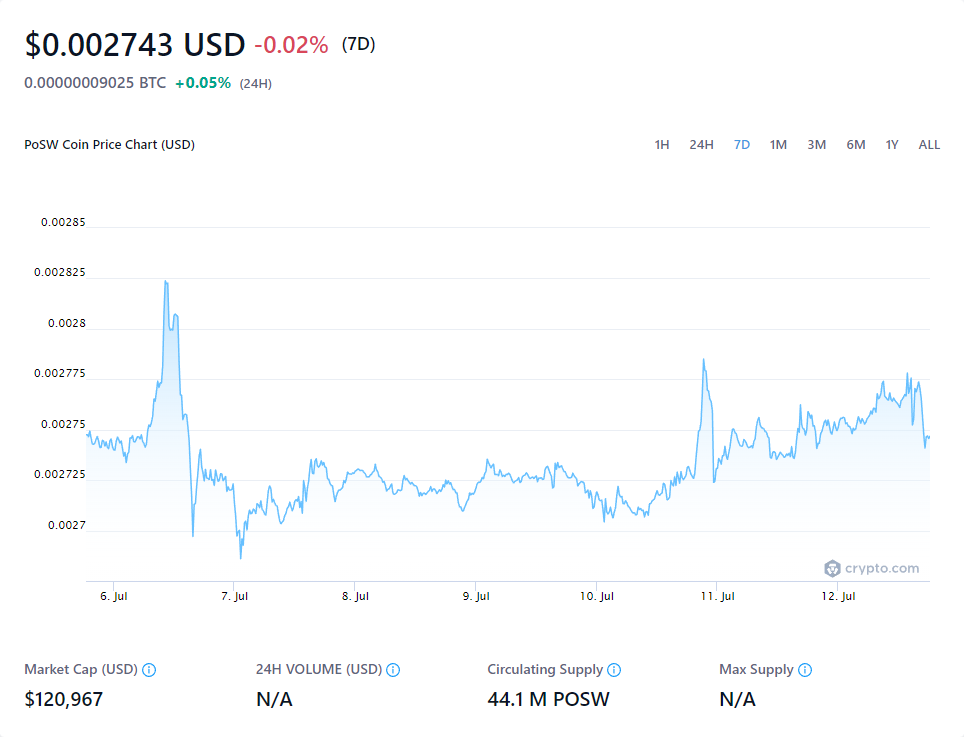 $0.002743 USD -0.02% (7D)
0.00000009025 BTC +0.05% (24H)
PoSW Coin Price Chart (USD)
1H 24H 7D 1M 3M 6M 1Y ALL
0.00285
0.002825
0.0028
0.002775
0.00275
0.002725
0.0027
crypto.com
6. Jul 7. Jul 8. Jul 9. Jul 10. Jul 11. Jul 12. Jul
Market Cap (USD) 24H VOLUME (USD) Circulating Supply Max Supply
$120,967 N/A 44.1 M POSW N/A